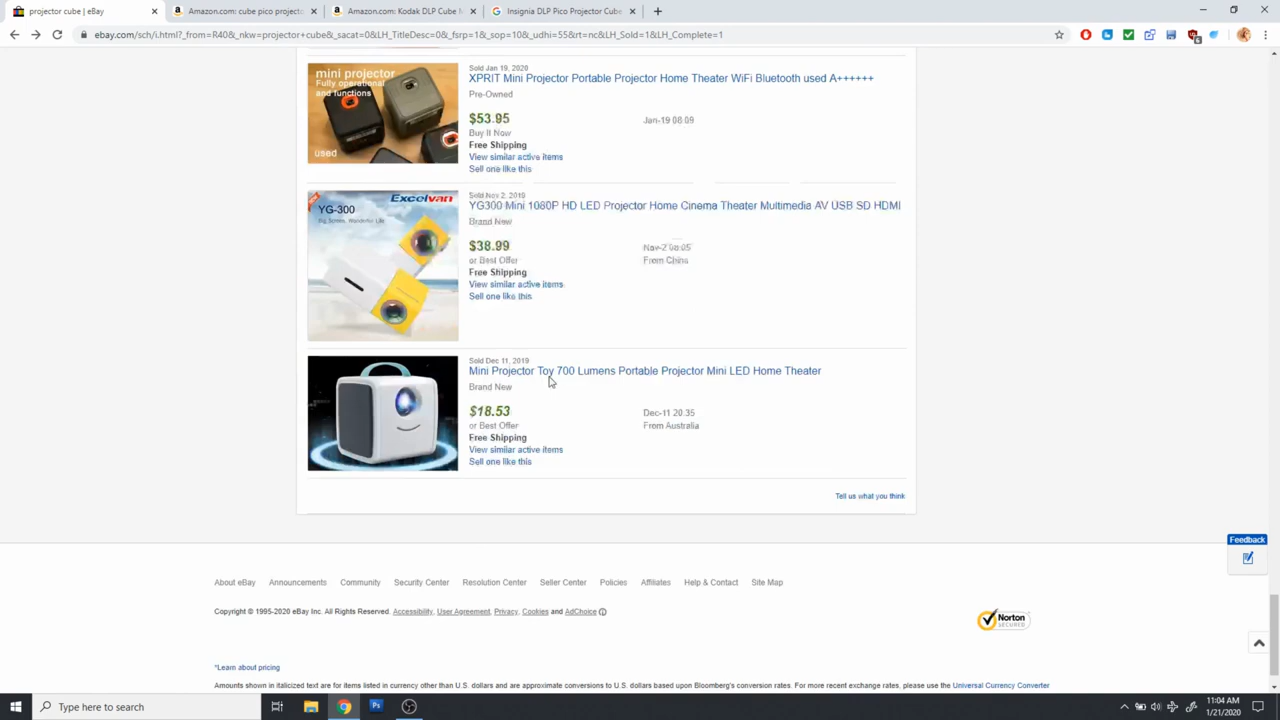 projector cube | eBay
Amazon.com: cube pico projecto
Amazon.com: Kodak DLP Cube
Insignia DLP Pico Projector Cube
ebay.com/sch/i.html?_from=R40&_nkw=projector+cube&_sacat=0&LH_TitleDesc=0&_fsrp=1&_sop=10&_udhi=55&rt=nc&LH_Sold=1&LH_Complete=1
mini projector
Fully operational
and functions
used
Sold Jan 19, 2020
XPRIT Mini Projector Portable Projector Home Theater WiFi Bluetooth used A++++++
Pre-Owned
$53.95
Jan-19 08:09
Buy It Now
Free Shipping
View similar active items
Sell one like this
Excelvan
YG-300
Big Screen, Wonderful Life
Sold Nov 2, 2019
YG300 Mini 1080P HD LED Projector Home Cinema Theater Multimedia AV USB SD HDMI
Brand New
$38.99
or Best Offer
From China
Free Shipping
View similar active items
Sell one like this
Sold Dec 11, 2019
Mini Projector Toy 700 Lumens Portable Projector Mini LED Home Theater
Brand New
$18.53
Dec-11 20:35
or Best Offer
From Australia
Free Shipping
View similar active items
Sell one like this
Tell us what you think
Feedback
About eBay Announcements Community Security Center Resolution Center Seller Center Policies Affiliates Help & Contact Site Map
Copyright © 1995-2020 eBay Inc. All Rights Reserved. Accessibility, User Agreement, Privacy, Cookies and AdChoice
Norton
SECURED
*Learn about pricing
Amounts shown in italicized text are for items listed in currency other than U.S. dollars and are approximate conversions to U.S. dollars based upon Bloomberg's conversion rates. For more recent exchange rates, please use the Universal Currency Converter
Type here to search
11:04 AM
1/21/2020